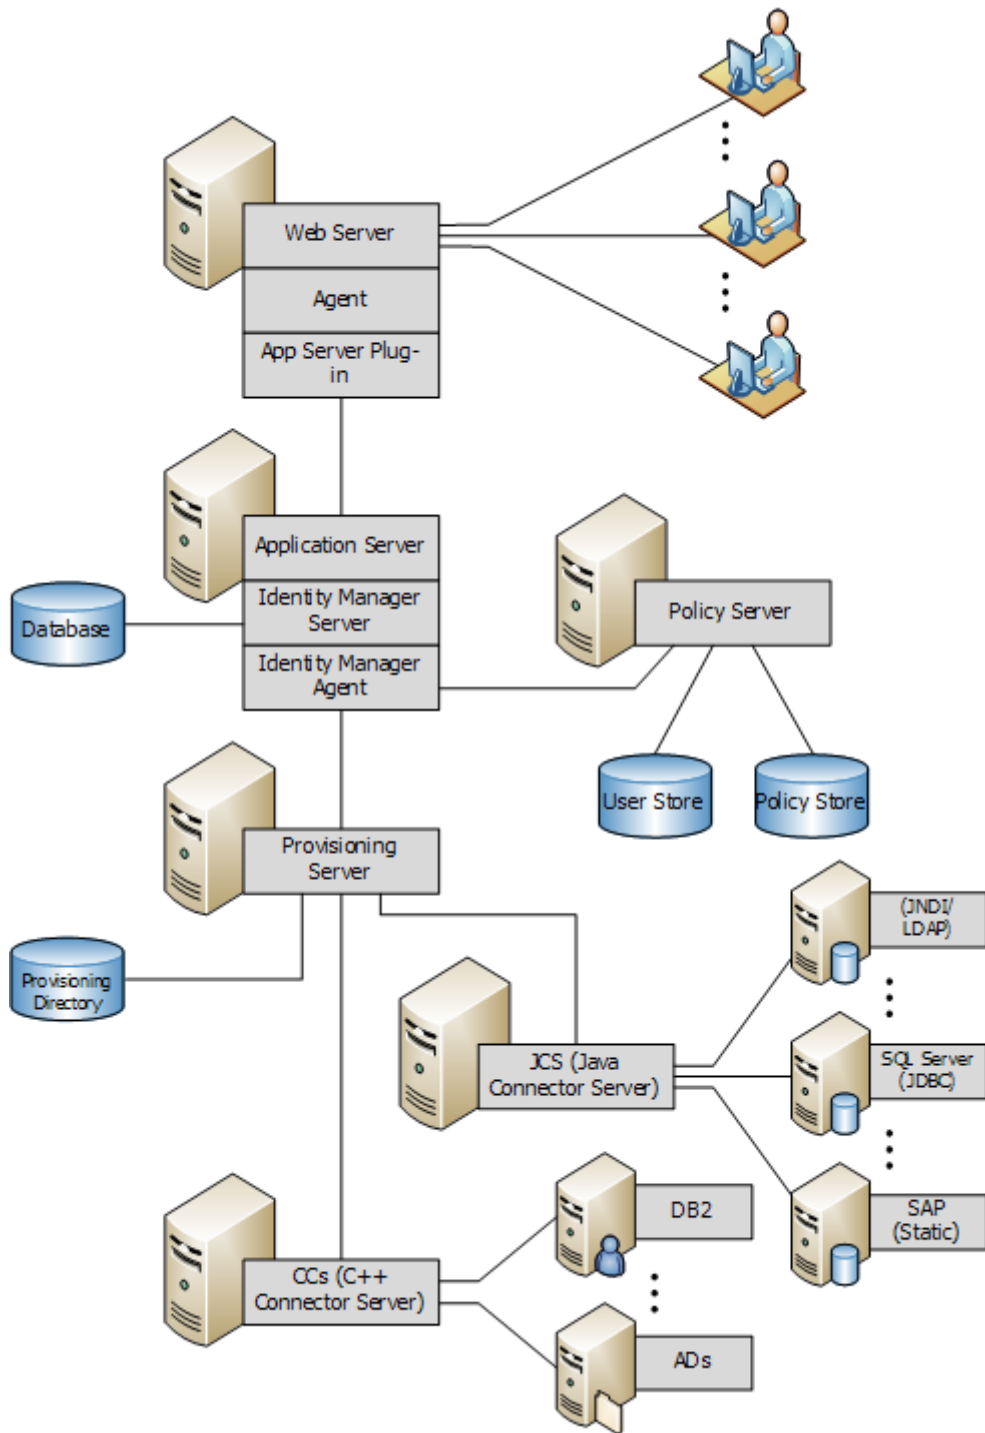 Web Server
Agent
App Server Plug-
in
Application Server
Identity Manager
Server
Identity Manager
Agent
Database
Policy Server
User Store
Policy Store
Provisioning
Server
Provisioning
Directory
(JNDI/
LDAP)
JCS (Java
Connector Server)
SQL Server
(JDBC)
SAP
(Static)
CCs (C++
Connector Server)
DB2
ADs